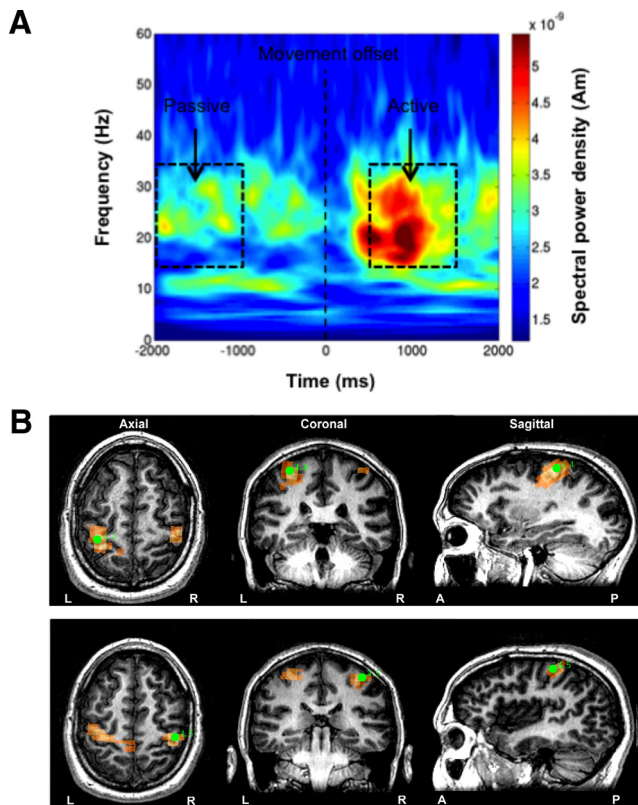 A
x 10⁻⁹
60
50
40
30
20
10
0
Frequency (Hz)
Movement offset
Passive
Active
-2000
-1000
0
1000
2000
Time (ms)
5
4.5
4
3.5
3
2.5
2
1.5
Spectral power density (Am)
B
Axial
Coronal
Sagittal
L
R
L
R
A
P
L
R
L
R
A
P